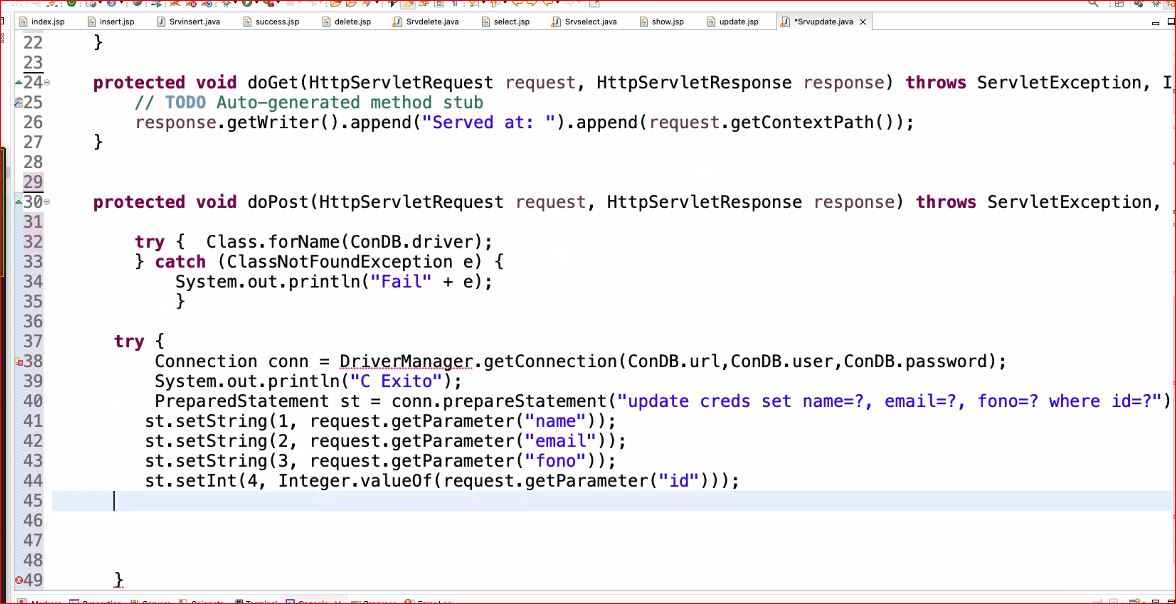 index.jsp insert.jsp Srvinsert.java success.jsp delete.jsp Srvdelete.java select.jsp Srvselect.java show.jsp update.jsp *Srvupdate.java
22 }
23
24 protected void doGet(HttpServletRequest request, HttpServletResponse response) throws ServletException, I
25 // TODO Auto-generated method stub
26 response.getWriter().append("Served at: ").append(request.getContextPath());
27 }
28
29
30 protected void doPost(HttpServletRequest request, HttpServletResponse response) throws ServletException,
31
32 try { Class.forName(ConDB.driver);
33 } catch (ClassNotFoundException e) {
34 System.out.println("Fail" + e);
35 }
36
37 try {
38 Connection conn = DriverManager.getConnection(ConDB.url,ConDB.user,ConDB.password);
39 System.out.println("C Exito");
40 PreparedStatement st = conn.prepareStatement("update creds set name=?, email=?, fono=? where id=?")
41 st.setString(1, request.getParameter("name"));
42 st.setString(2, request.getParameter("email"));
43 st.setString(3, request.getParameter("fono"));
44 st.setInt(4, Integer.valueOf(request.getParameter("id")));
45
46
47
48
49 }